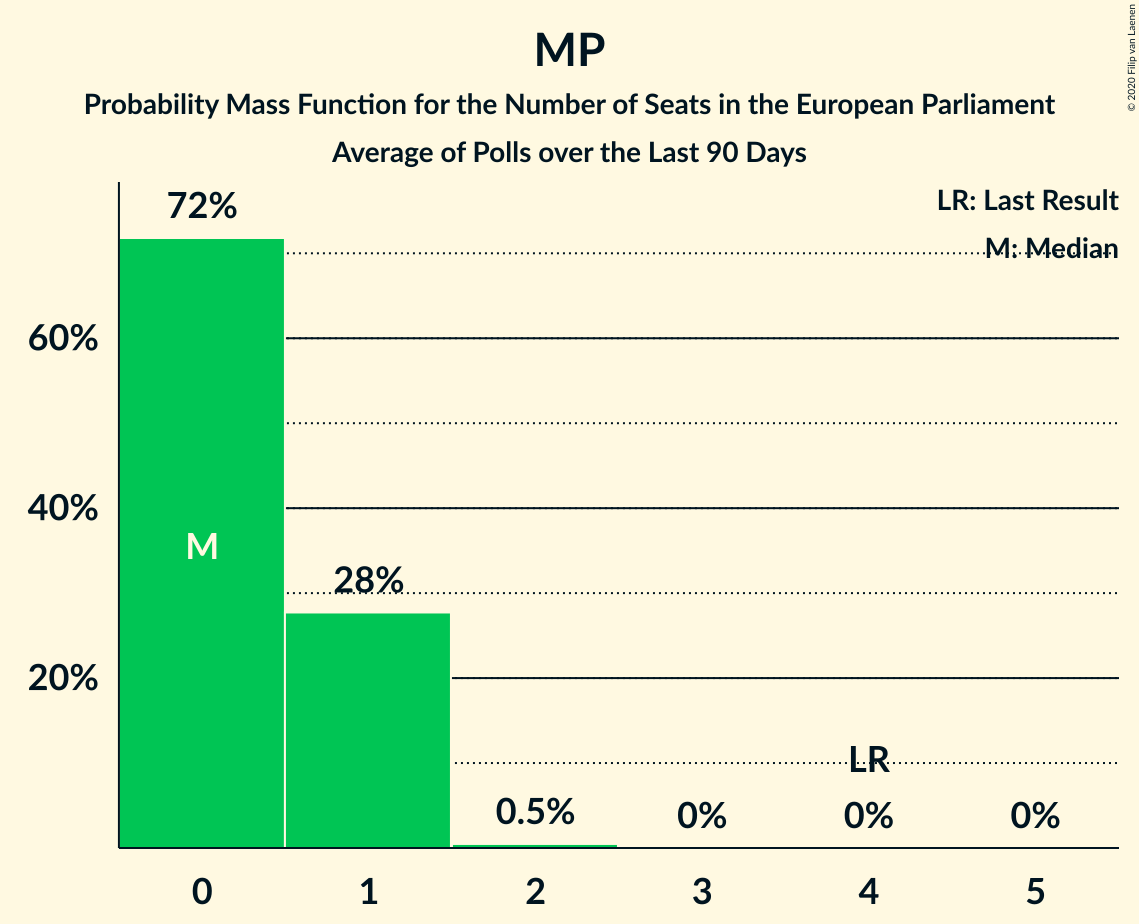 MP
Probability Mass Function for the Number of Seats in the European Parliament
Average of Polls over the Last 90 Days
© 2020 Filip van Laenen
LR: Last Result
M: Median
72%
60%
40%
M
28%
20%
LR
0.5%
0%
0%
0%
0
1
2
3
4
5